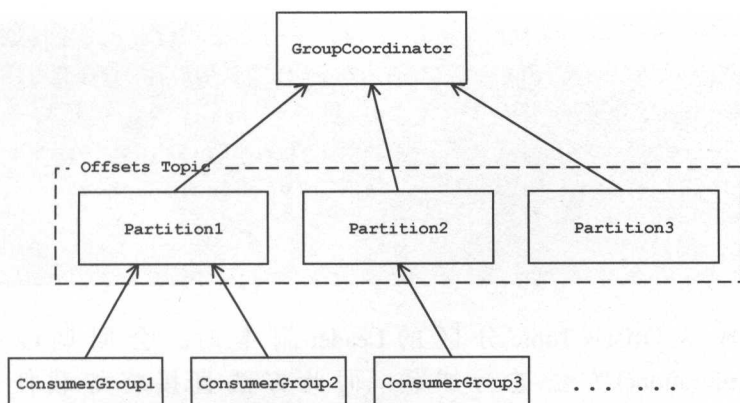 GroupCoordinator
Offsets Topic
Partition1
Partition2
Partition3
ConsumerGroup1
ConsumerGroup2
ConsumerGroup3
... ...